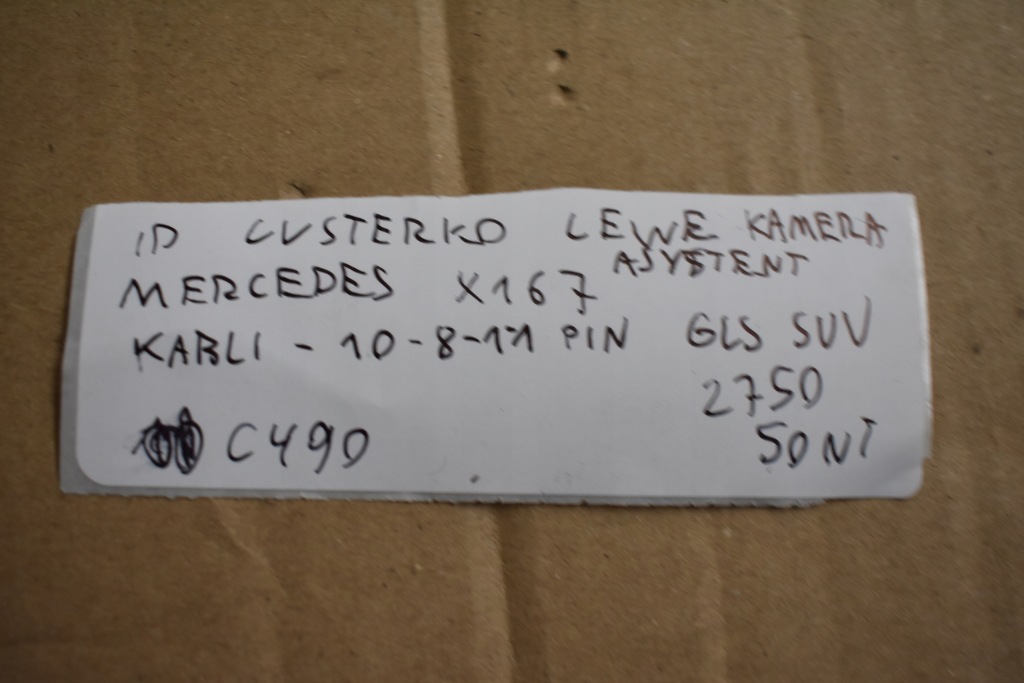 ID LUSTERKO LEWE KAMERA
ASYSTENT
MERCEDES X167
KABLI - 10-8-11 PIN GLS SUV
2750
C490 50NT